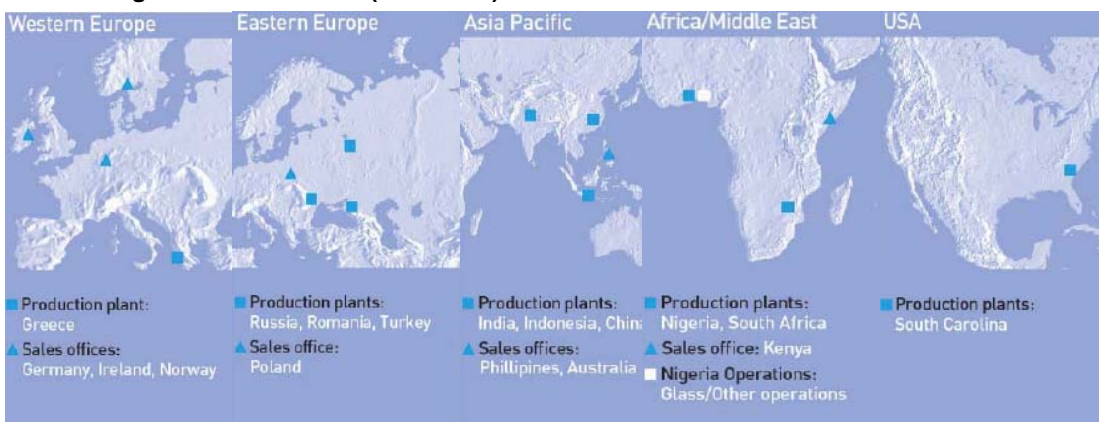 Western Europe
Production plant:
Greece
Sales offices:
Germany, Ireland, Norway
Eastern Europe
Production plants:
Russia, Romania, Turkey
Sales office:
Poland
Asia Pacific
Production plants:
India, Indonesia, China
Sales offices:
Phillipines, Australia
Africa/Middle East
Production plants:
Nigeria, South Africa
Sales office: Kenya
Nigeria Operations:
Glass/Other operations
USA
Production plants:
South Carolina